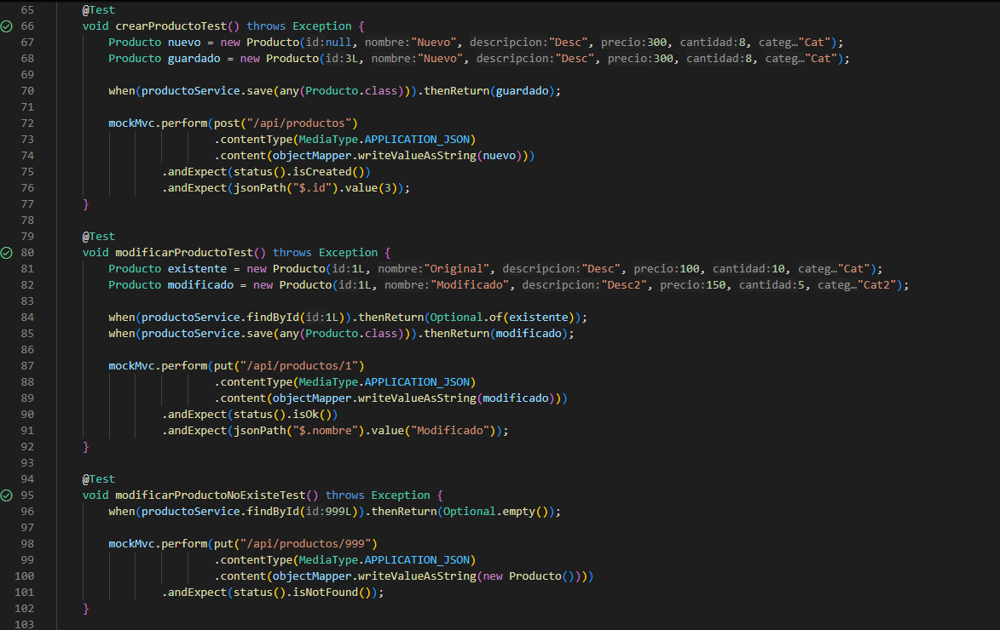 65 @Test
66 void crearProductoTest() throws Exception {
67 Producto nuevo = new Producto(id:null, nombre:"Nuevo", descripcion:"Desc", precio:300, cantidad:8, categ…"Cat");
68 Producto guardado = new Producto(id:3L, nombre:"Nuevo", descripcion:"Desc", precio:300, cantidad:8, categ…"Cat");
69
70 when(productoService.save(any(Producto.class))).thenReturn(guardado);
71
72 mockMvc.perform(post("/api/productos")
73 .contentType(MediaType.APPLICATION_JSON)
74 .content(objectMapper.writeValueAsString(nuevo)))
75 .andExpect(status().isCreated())
76 .andExpect(jsonPath("$.id").value(3));
77 }
78
79 @Test
80 void modificarProductoTest() throws Exception {
81 Producto existente = new Producto(id:1L, nombre:"Original", descripcion:"Desc", precio:100, cantidad:10, categ…"Cat");
82 Producto modificado = new Producto(id:1L, nombre:"Modificado", descripcion:"Desc2", precio:150, cantidad:5, categ…"Cat2");
83
84 when(productoService.findById(id:1L)).thenReturn(Optional.of(existente));
85 when(productoService.save(any(Producto.class))).thenReturn(modificado);
86
87 mockMvc.perform(put("/api/productos/1")
88 .contentType(MediaType.APPLICATION_JSON)
89 .content(objectMapper.writeValueAsString(modificado)))
90 .andExpect(status().isOk())
91 .andExpect(jsonPath("$.nombre").value("Modificado"));
92 }
93
94 @Test
95 void modificarProductoNoExisteTest() throws Exception {
96 when(productoService.findById(id:999L)).thenReturn(Optional.empty());
97
98 mockMvc.perform(put("/api/productos/999")
99 .contentType(MediaType.APPLICATION_JSON)
100 .content(objectMapper.writeValueAsString(new Producto())))
101 .andExpect(status().isNotFound());
102 }
103